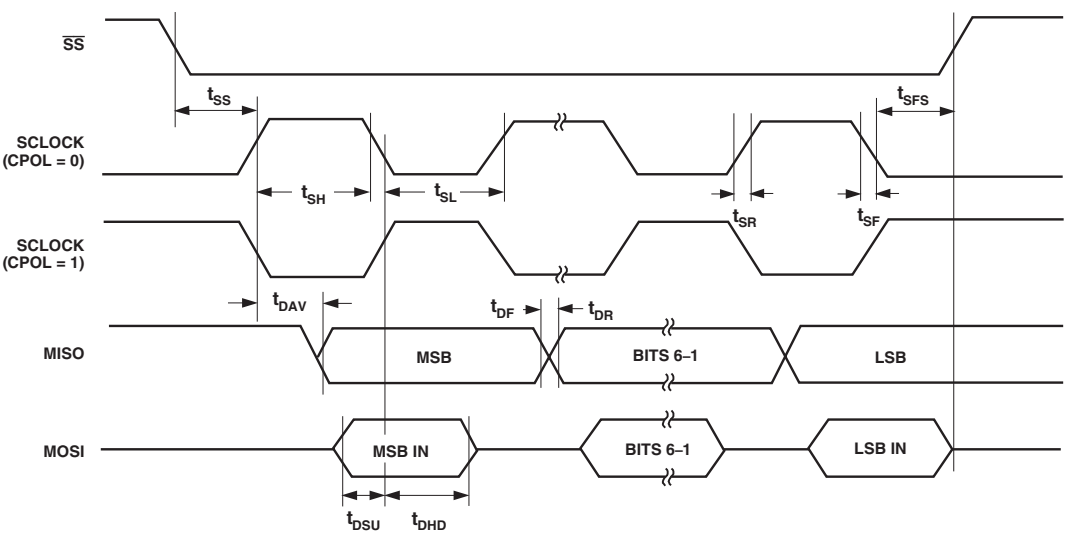 SS
tSS
tSFS
SCLOCK
(CPOL = 0)
tSH
tSL
tSR
tSF
SCLOCK
(CPOL = 1)
tDAV
tDF
tDR
MISO
MSB
BITS 6–1
LSB
MOSI
MSB IN
BITS 6–1
LSB IN
tDSU
tDHD